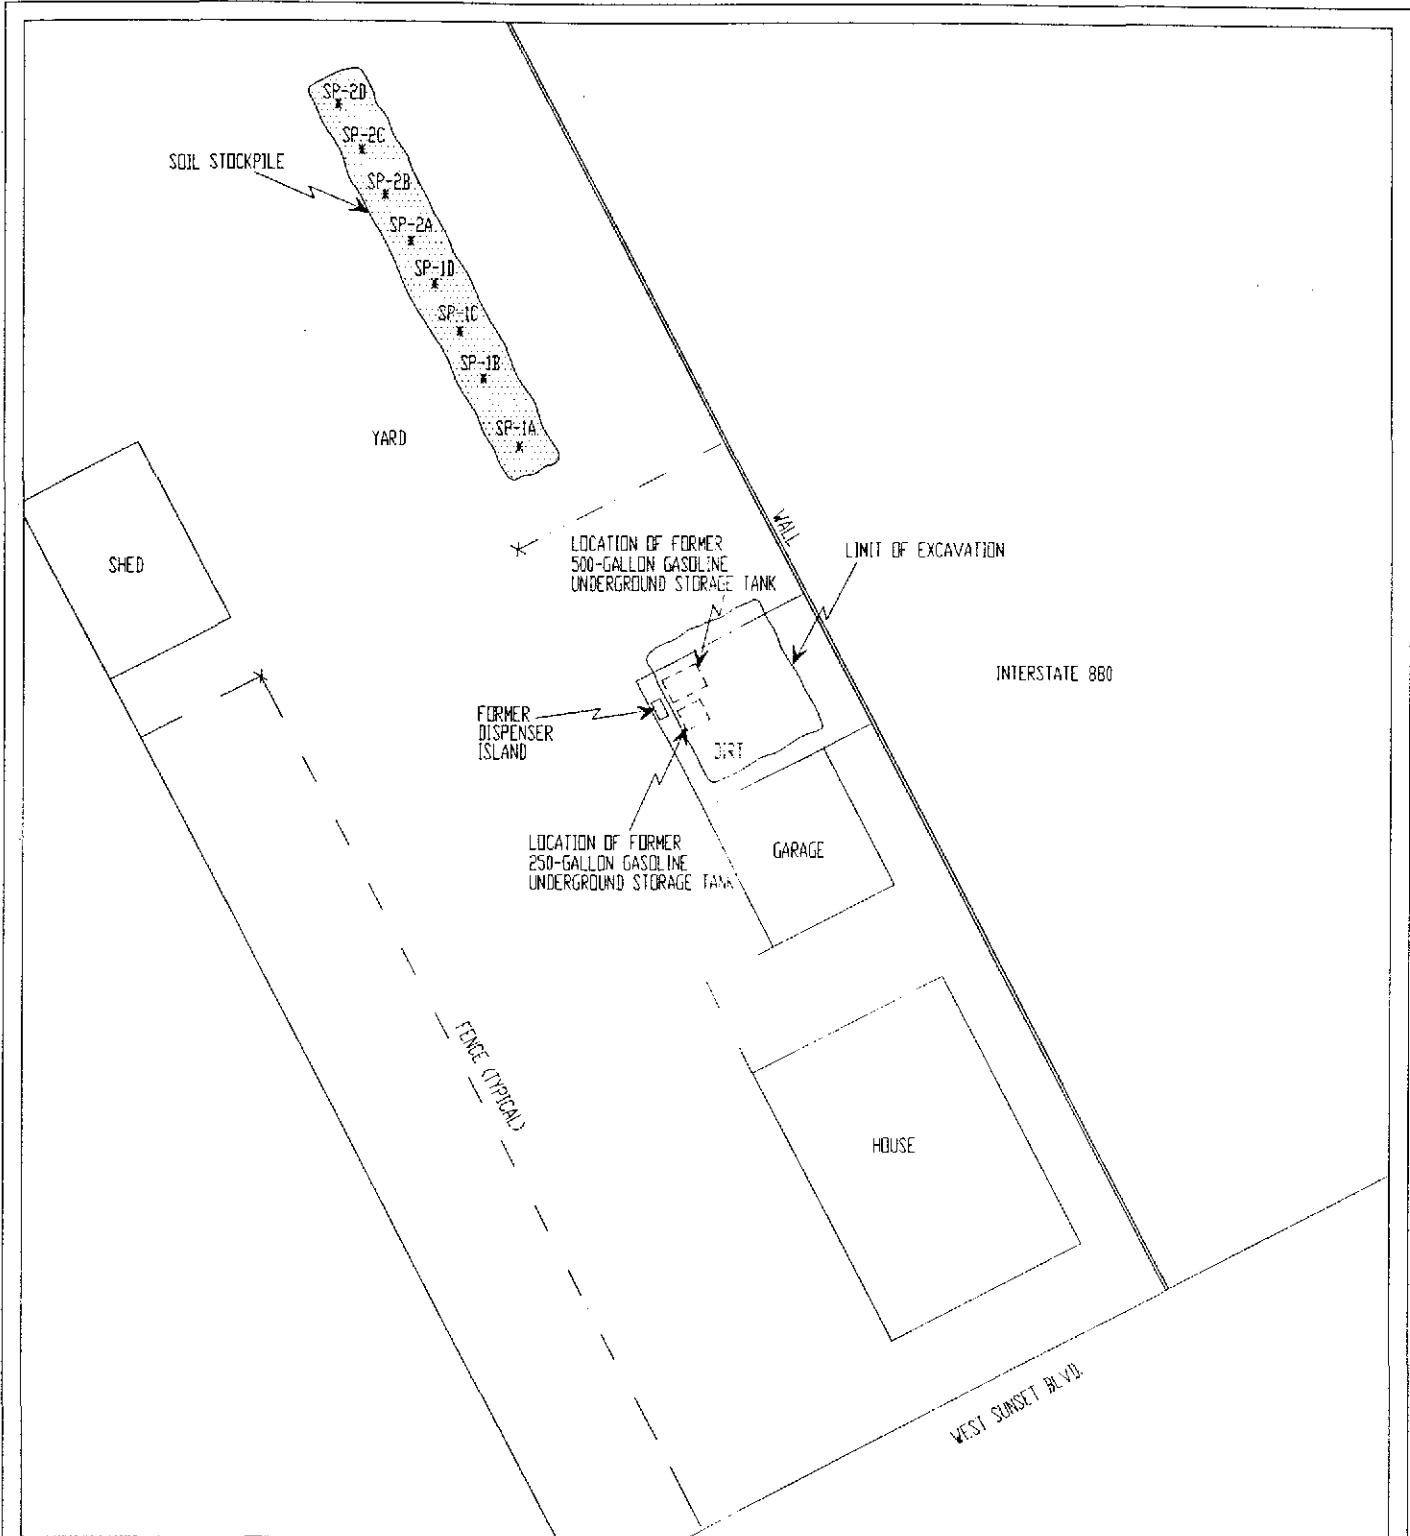 SP-2D
SP-2C
SOIL STOCKPILE
SP-2B
SP-2A
SP-1D
SP-1C
SP-1B
SP-1A
YARD
SHED
WALL
LOCATION OF FORMER
500-GALLON GASOLINE
UNDERGROUND STORAGE TANK
LIMIT OF EXCAVATION
INTERSTATE 880
FORMER
DISPENSER
ISLAND
DIRT
LOCATION OF FORMER
250-GALLON GASOLINE
UNDERGROUND STORAGE TANK
GARAGE
FENCE (TYPICAL)
HOUSE
WEST SUNSET BLVD.